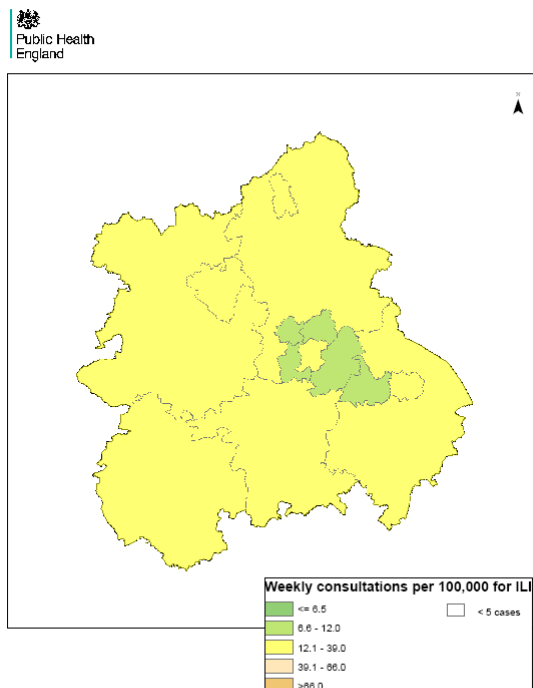 Public Health
England
N
Weekly consultations per 100,000 for ILI
<= 6.5
< 5 cases
6.6 - 12.0
12.1 - 39.0
39.1 - 66.0
>66.0